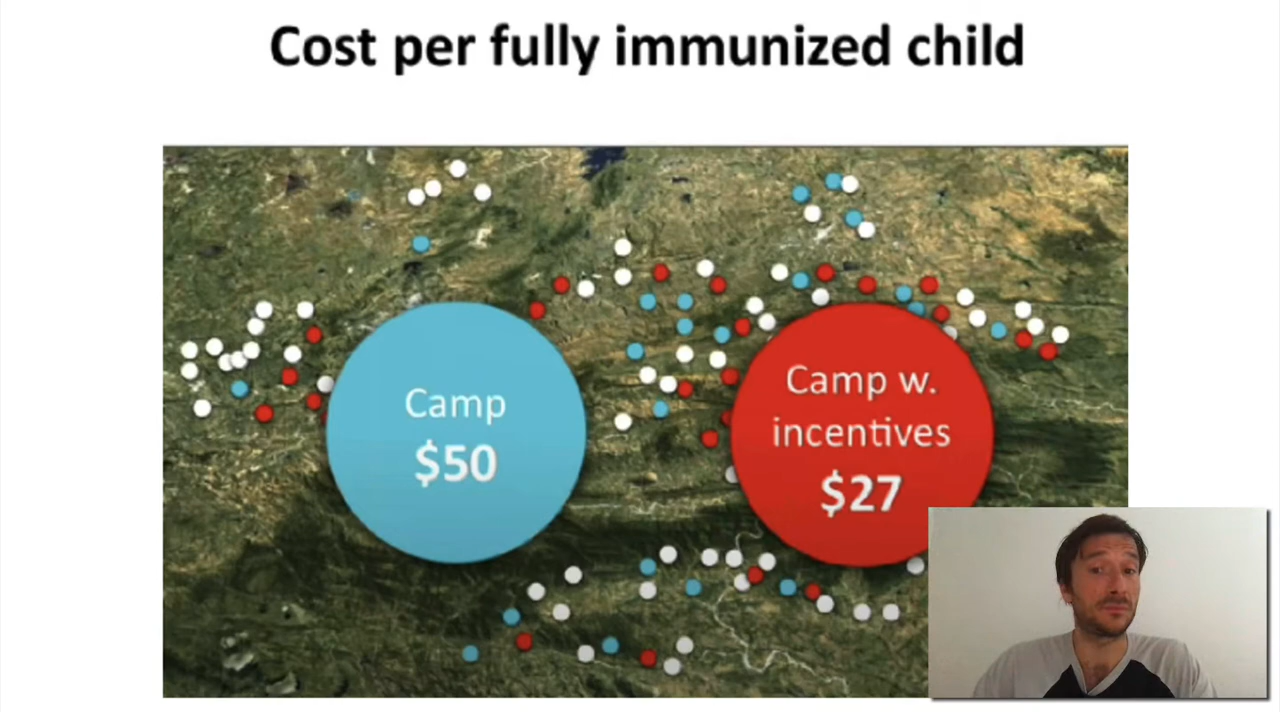 Cost per fully immunized child
Camp
$50
Camp w.
incentives
$27